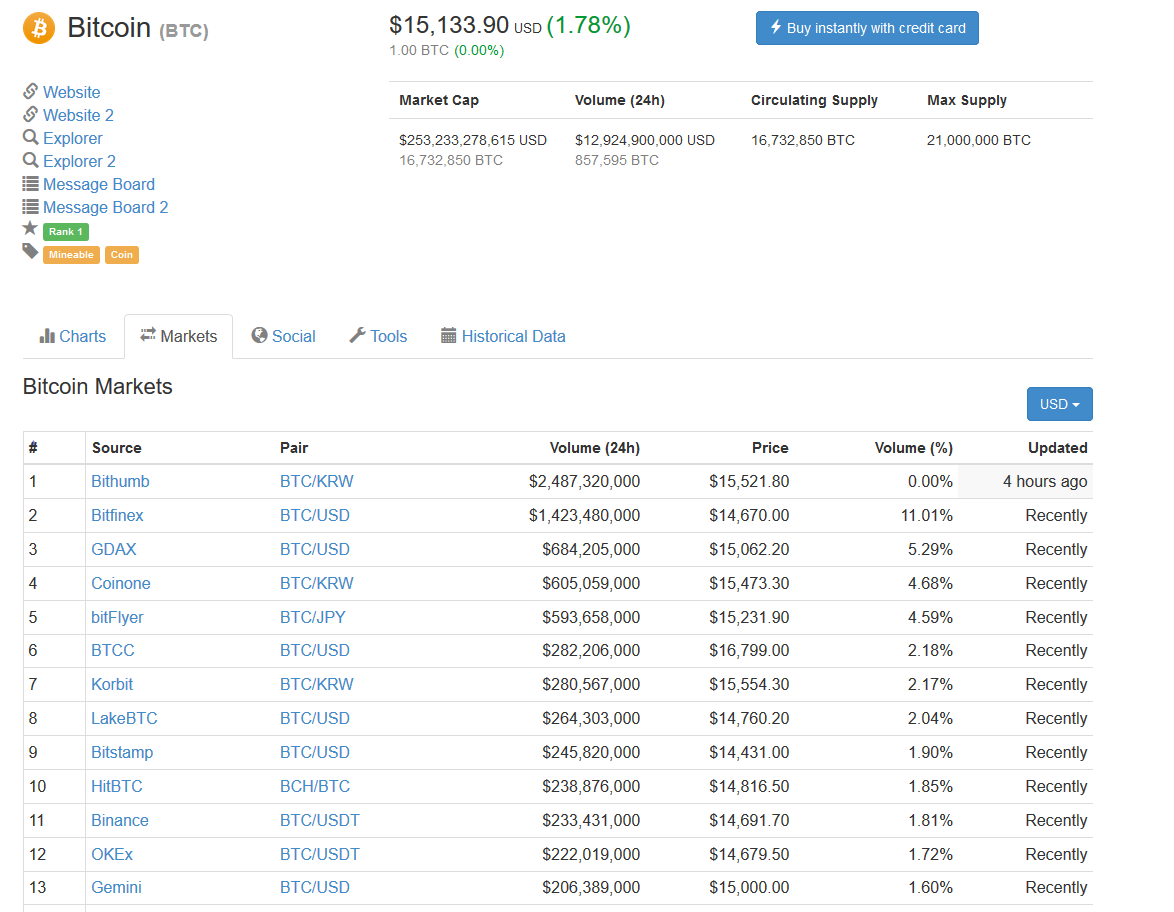 Bitcoin (BTC)
$15,133.90 USD (1.78%)
1.00 BTC (0.00%)
Buy instantly with credit card
Website
Website 2
Explorer
Explorer 2
Message Board
Message Board 2
Rank 1
Mineable Coin
Market Cap Volume (24h) Circulating Supply Max Supply
$253,233,278,615 USD $12,924,900,000 USD 16,732,850 BTC 21,000,000 BTC
16,732,850 BTC 857,595 BTC
Charts Markets Social Tools Historical Data
Bitcoin Markets
USD
# Source Pair Volume (24h) Price Volume (%) Updated
1 Bithumb BTC/KRW $2,487,320,000 $15,521.80 0.00% 4 hours ago
2 Bitfinex BTC/USD $1,423,480,000 $14,670.00 11.01% Recently
3 GDAX BTC/USD $684,205,000 $15,062.20 5.29% Recently
4 Coinone BTC/KRW $605,059,000 $15,473.30 4.68% Recently
5 bitFlyer BTC/JPY $593,658,000 $15,231.90 4.59% Recently
6 BTCC BTC/USD $282,206,000 $16,799.00 2.18% Recently
7 Korbit BTC/KRW $280,567,000 $15,554.30 2.17% Recently
8 LakeBTC BTC/USD $264,303,000 $14,760.20 2.04% Recently
9 Bitstamp BTC/USD $245,820,000 $14,431.00 1.90% Recently
10 HitBTC BCH/BTC $238,876,000 $14,816.50 1.85% Recently
11 Binance BTC/USDT $233,431,000 $14,691.70 1.81% Recently
12 OKEx BTC/USDT $222,019,000 $14,679.50 1.72% Recently
13 Gemini BTC/USD $206,389,000 $15,000.00 1.60% Recently